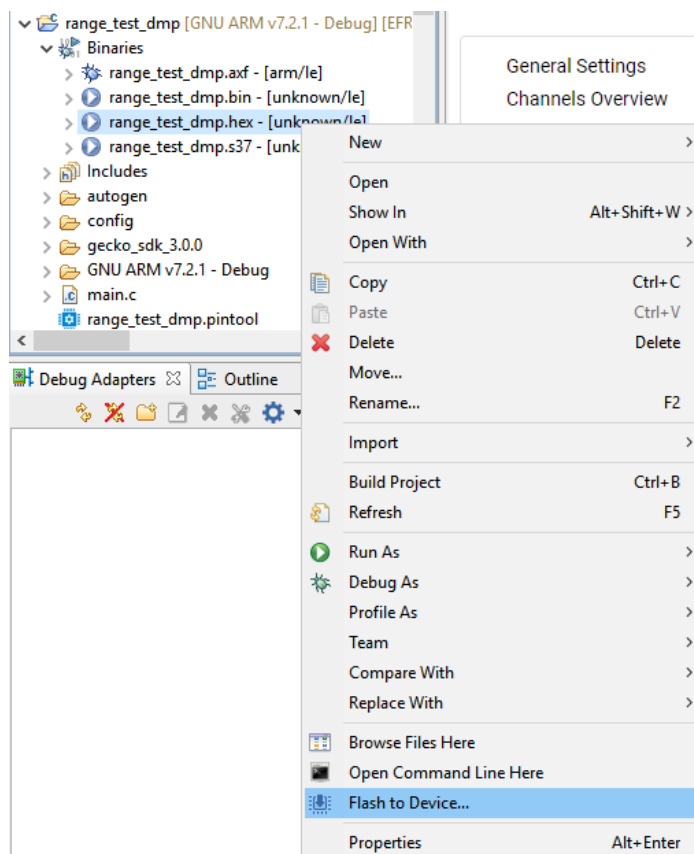 range_test_dmp [GNU ARM v7.2.1 - Debug] [EFR
Binaries
range_test_dmp.axf - [arm/le]
range_test_dmp.bin - [unknown/le]
range_test_dmp.hex - [unknown/le]
range_test_dmp.s37 - [unk
Includes
autogen
config
gecko_sdk_3.0.0
GNU ARM v7.2.1 - Debug
main.c
range_test_dmp.pintool
General Settings
Channels Overview
Debug Adapters
Outline
New
Open
Show In Alt+Shift+W
Open With
Copy Ctrl+C
Paste Ctrl+V
Delete Delete
Move...
Rename... F2
Import
Build Project Ctrl+B
Refresh F5
Run As
Debug As
Profile As
Team
Compare With
Replace With
Browse Files Here
Open Command Line Here
Flash to Device...
Properties Alt+Enter